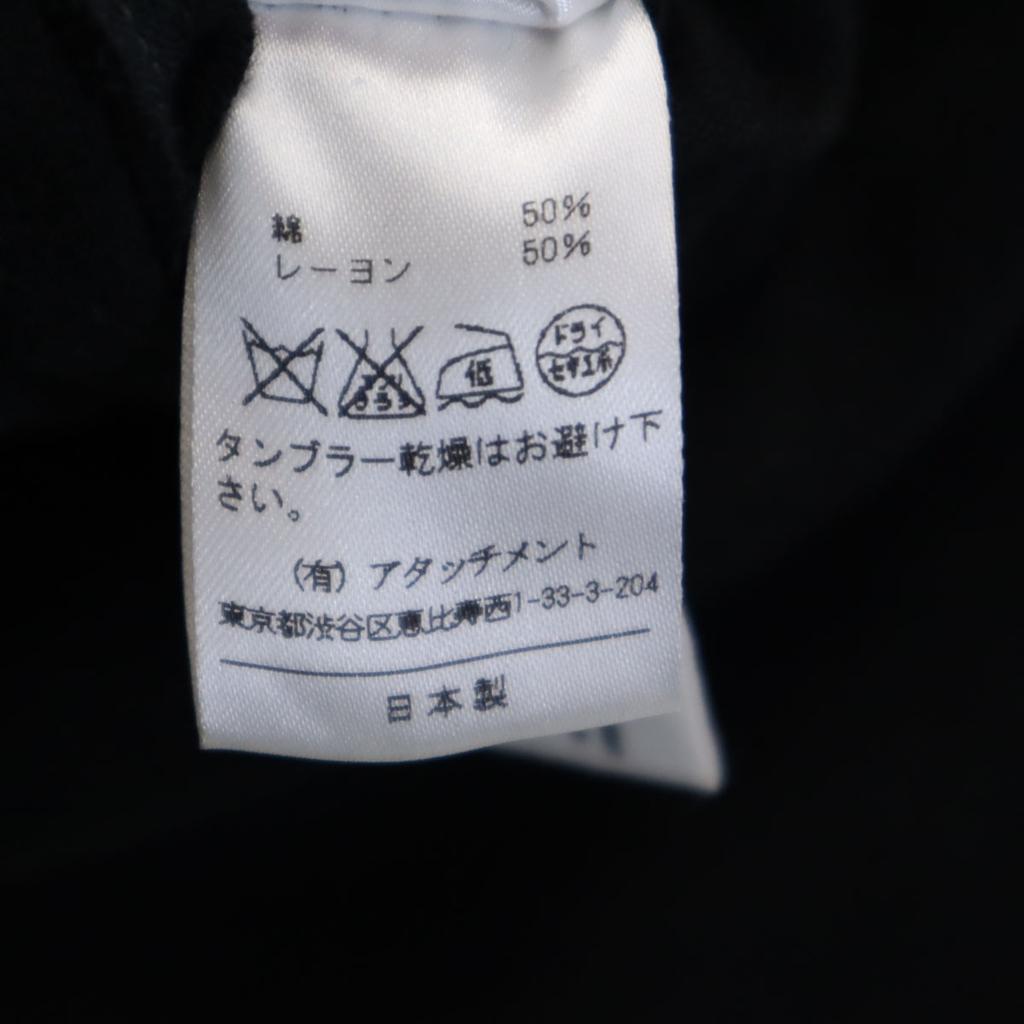 綿 50%
レーヨン 50%
低
ドライ
セキユ系
タンブラー乾燥はお避け下
さい。
(有) アタッチメント
東京都渋谷区恵比寿西1-33-3-204
日本製